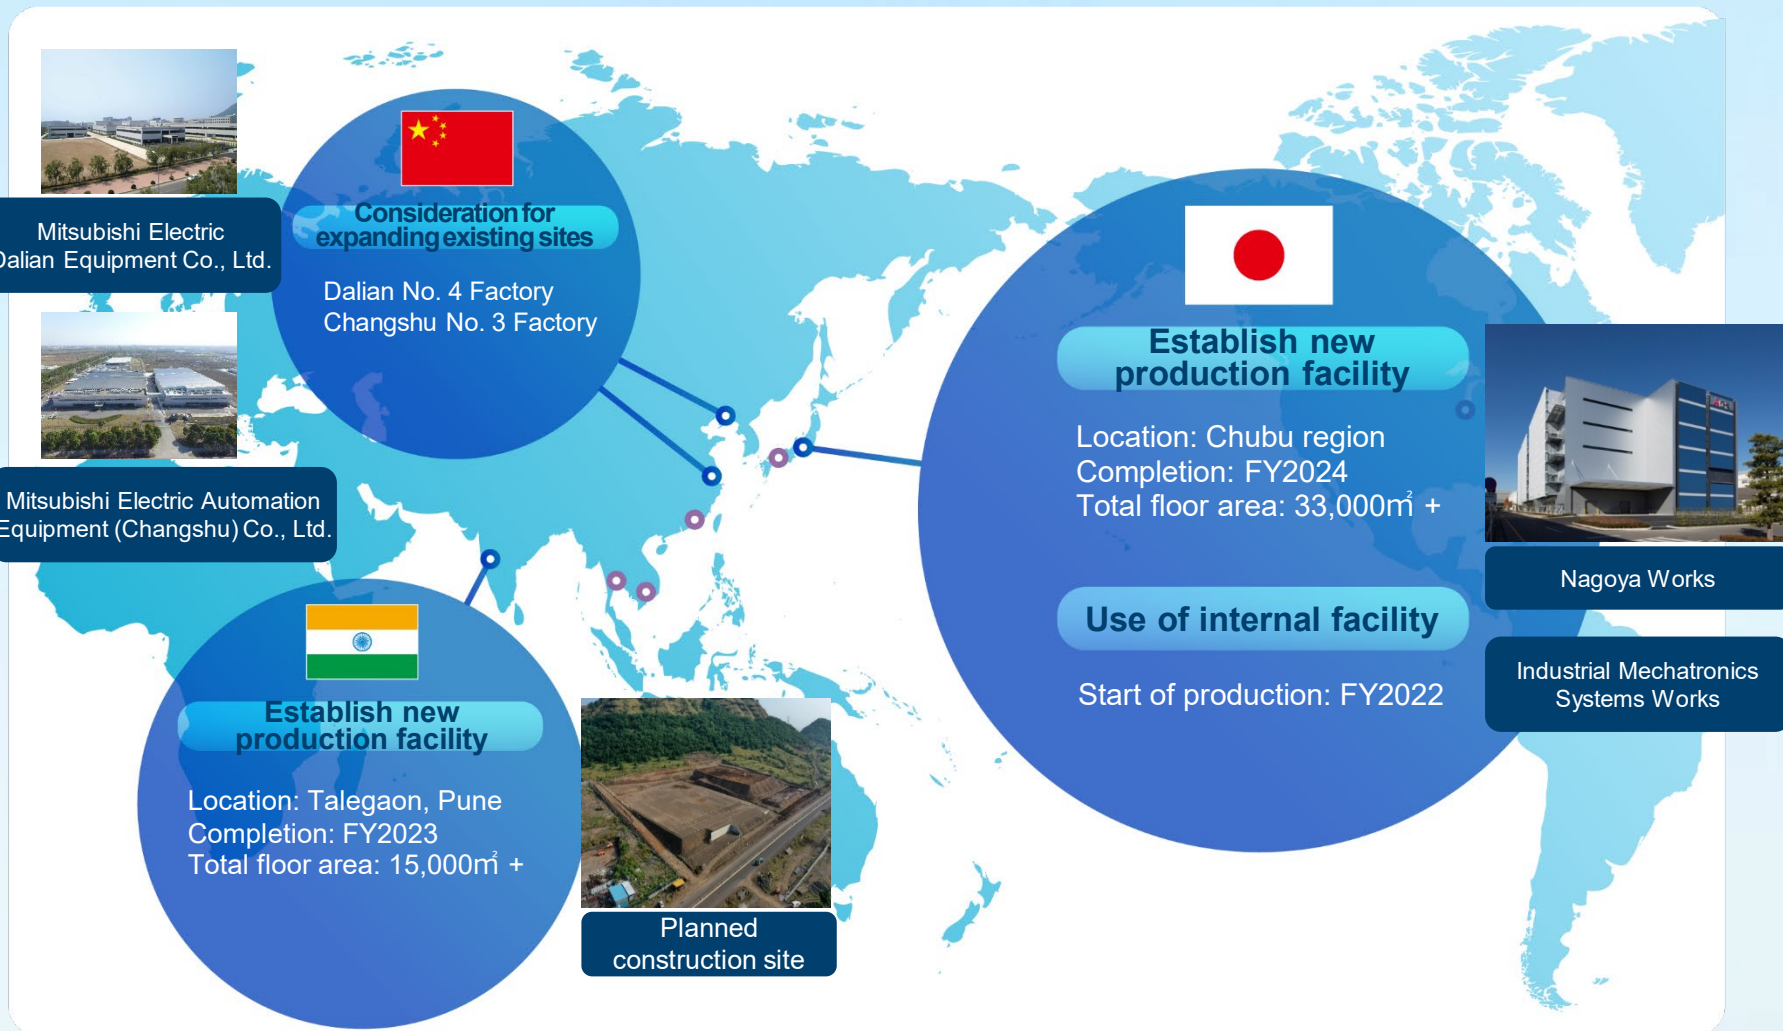 Mitsubishi Electric
Dalian Equipment Co., Ltd.
Mitsubishi Electric Automation
Equipment (Changshu) Co., Ltd.
Consideration for
expanding existing sites
Dalian No. 4 Factory
Changshu No. 3 Factory
Establish new
production facility
Location: Talegaon, Pune
Completion: FY2023
Total floor area: 15,000㎡ +
Planned
construction site
Establish new
production facility
Location: Chubu region
Completion: FY2024
Total floor area: 33,000㎡ +
Use of internal facility
Start of production: FY2022
Nagoya Works
Industrial Mechatronics
Systems Works